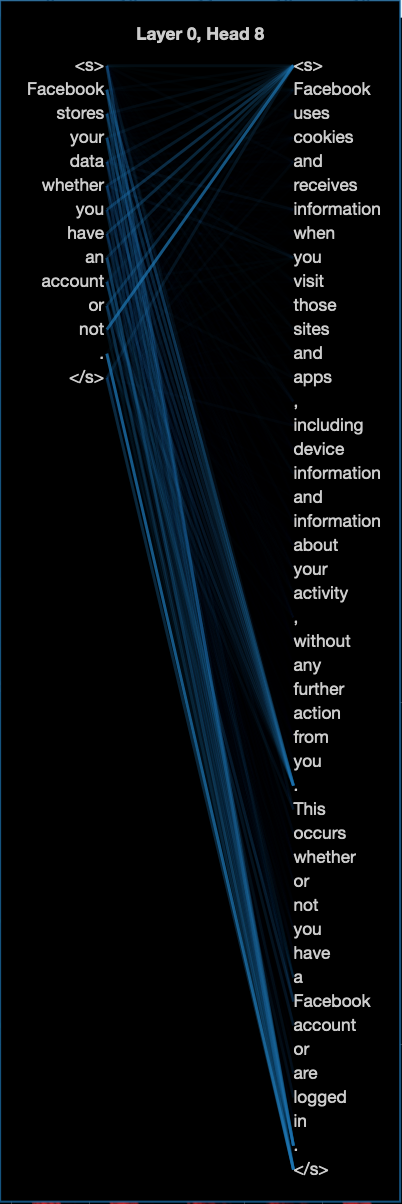 Layer 0, Head 8
<s> <s>
Facebook Facebook
stores uses
your cookies
data and
whether receives
you information
have when
an you
account visit
or those
not sites
. and
</s> apps
,
including
device
information
and
information
about
your
activity
,
without
any
further
action
from
you
.
This
occurs
whether
or
not
you
have
a
Facebook
account
or
are
logged
in
.
</s>